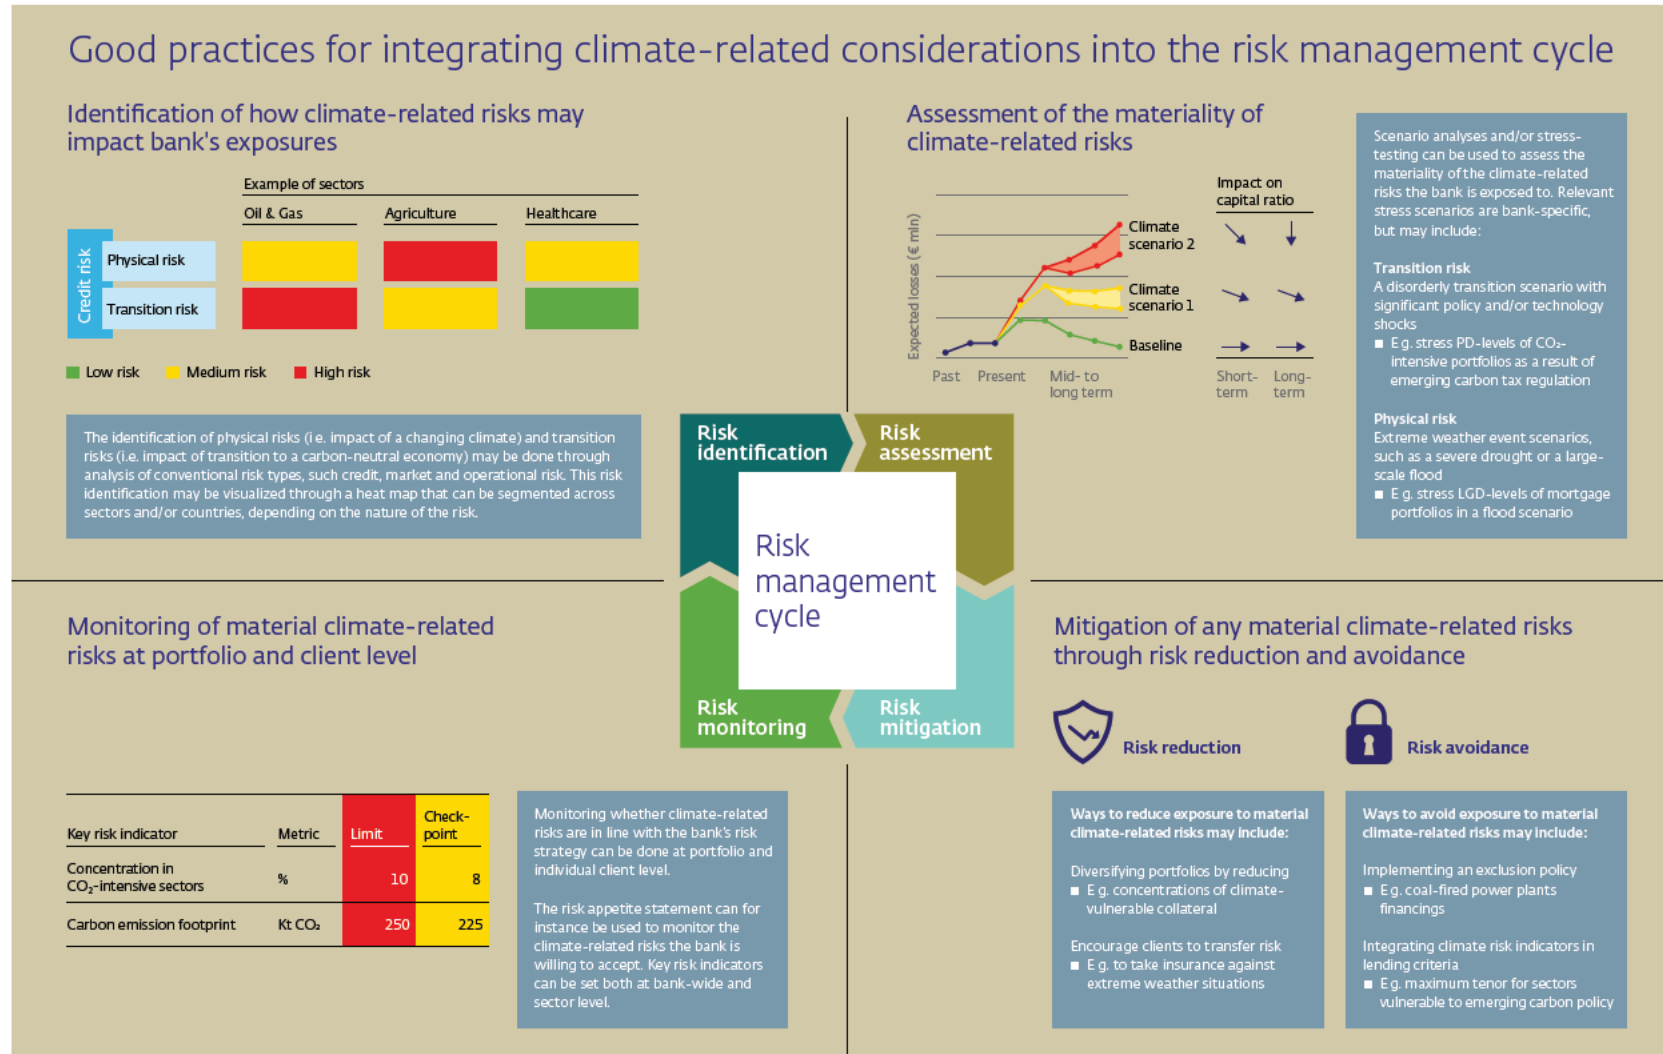 Good practices for integrating climate-related considerations into the risk management cycle
Identification of how climate-related risks may
impact bank's exposures
Example of sectors
Oil & Gas
Agriculture
Healthcare
Credit risk
Physical risk
Transition risk
Low risk
Medium risk
High risk
The identification of physical risks (i e. impact of a changing climate) and transition
risks (i.e. impact of transition to a carbon-neutral economy) may be done through
analysis of conventional risk types, such credit, market and operational risk. This risk
identification may be visualized through a heat map that can be segmented across
sectors and/or countries, depending on the nature of the risk.
Assessment of the materiality of
climate-related risks
Expected losses (€ mln)
Climate
scenario 2
Climate
scenario 1
Baseline
Past
Present
Mid- to
long term
Impact on
capital ratio
Short-
term
Long-
term
Scenario analyses and/or stress-
testing can be used to assess the
materiality of the climate-related
risks the bank is exposed to. Relevant
stress scenarios are bank-specific,
but may include:
Transition risk
A disorderly transition scenario with
significant policy and/or technology
shocks
E g. stress PD-levels of CO₂-
intensive portfolios as a result of
emerging carbon tax regulation
Physical risk
Extreme weather event scenarios,
such as a severe drought or a large-
scale flood
E g. stress LGD-levels of mortgage
portfolios in a flood scenario
Risk
identification
Risk
assessment
Risk
management
cycle
Risk
monitoring
Risk
mitigation
Monitoring of material climate-related
risks at portfolio and client level
Key risk indicator
Metric
Limit
Check-
point
Concentration in
CO₂-intensive sectors
%
10
8
Carbon emission footprint
Kt CO₂
250
225
Monitoring whether climate-related
risks are in line with the bank's risk
strategy can be done at portfolio and
individual client level.
The risk appetite statement can for
instance be used to monitor the
climate-related risks the bank is
willing to accept. Key risk indicators
can be set both at bank-wide and
sector level.
Mitigation of any material climate-related risks
through risk reduction and avoidance
Risk reduction
Risk avoidance
Ways to reduce exposure to material
climate-related risks may include:
Diversifying portfolios by reducing
E g. concentrations of climate-
vulnerable collateral
Encourage clients to transfer risk
E g. to take insurance against
extreme weather situations
Ways to avoid exposure to material
climate-related risks may include:
Implementing an exclusion policy
E g. coal-fired power plants
financings
Integrating climate risk indicators in
lending criteria
E g. maximum tenor for sectors
vulnerable to emerging carbon policy